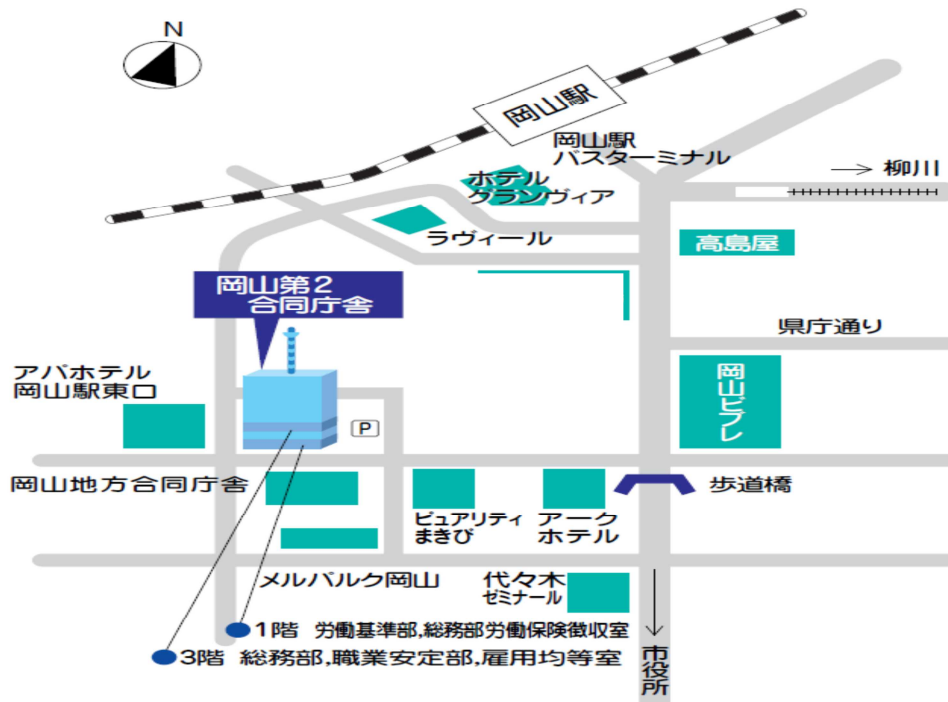 N
岡山駅
岡山駅
バスターミナル
柳川
ホテル
グランヴィア
ラヴィール
高島屋
岡山第2
合同庁舎
県庁通り
アパホテル
岡山駅東口
岡山ビブレ
P
岡山地方合同庁舎
歩道橋
ピュアリティ
まきび
アーク
ホテル
メルパルク岡山
代々木
ゼミナール
1階 労働基準部,総務部労働保険徴収室
3階 総務部,職業安定部,雇用均等室
市役所